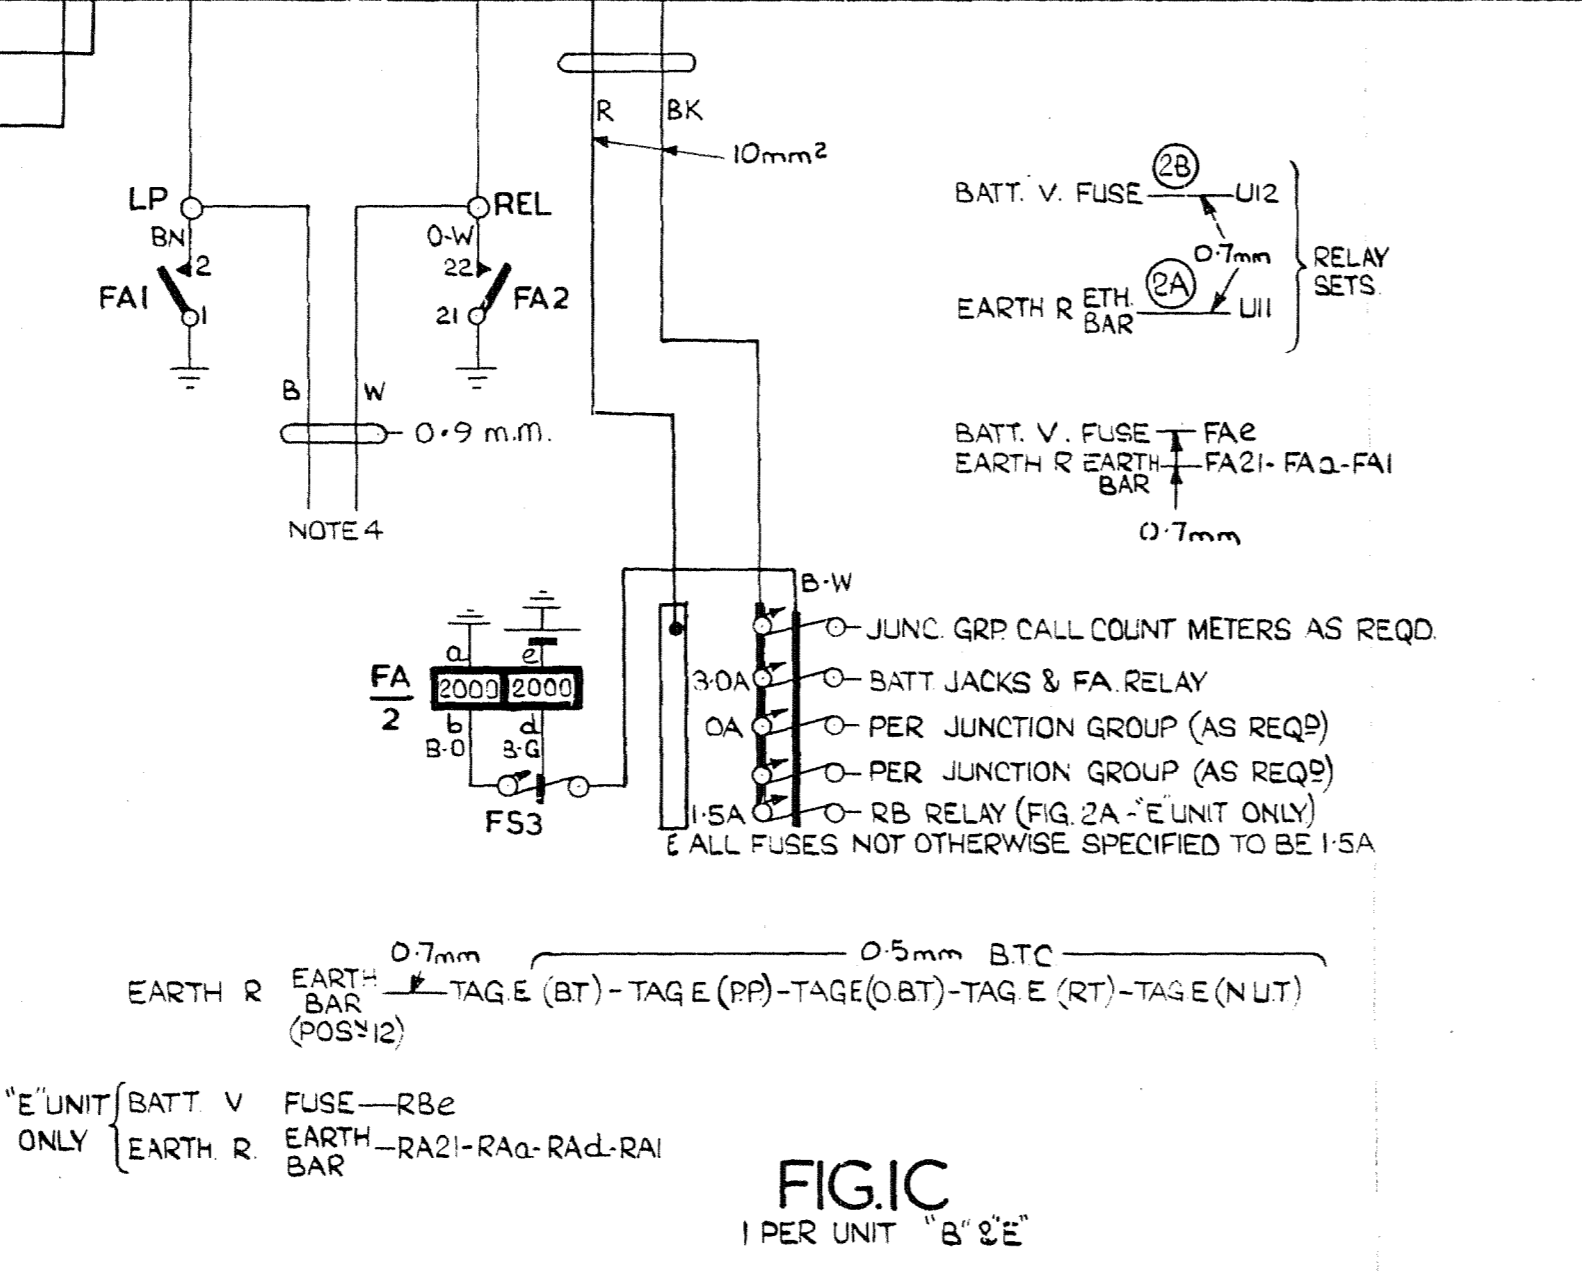 R
BK
10mm²
LP
REL
BN
O-W
2
22
FA1
FA2
1
21
B
W
0·9 m.m.
NOTE 4
BATT. V. FUSE 2B U12
0·7mm
EARTH R ETH. BAR 2A U11
RELAY SETS.
BATT. V. FUSE FAe
EARTH R EARTH BAR FA21-FAa-FA1
0·7mm
B-W
JUNC. GRP. CALL COUNT METERS AS REQD.
3·0A BATT JACKS & FA. RELAY
0A PER JUNCTION GROUP (AS REQD)
PER JUNCTION GROUP (AS REQD)
1·5A RB RELAY (FIG. 2A-"E" UNIT ONLY)
E ALL FUSES NOT OTHERWISE SPECIFIED TO BE 1·5A
a
e
FA
2
2000
2000
b
d
B-O
B-G
FS3
0·7mm
0·5mm B.T.C
EARTH R EARTH BAR (POSN 12) TAG.E (B.T)-TAG E (P.P.)-TAGE(O.B.T)-TAG.E (RT)-TAG.E(N.U.T)
"E" UNIT ONLY
BATT. V FUSE—RBe
EARTH. R. EARTH BAR—RA21-RAa-RAd-RA1
FIG.1C
1 PER UNIT "B" & "E"